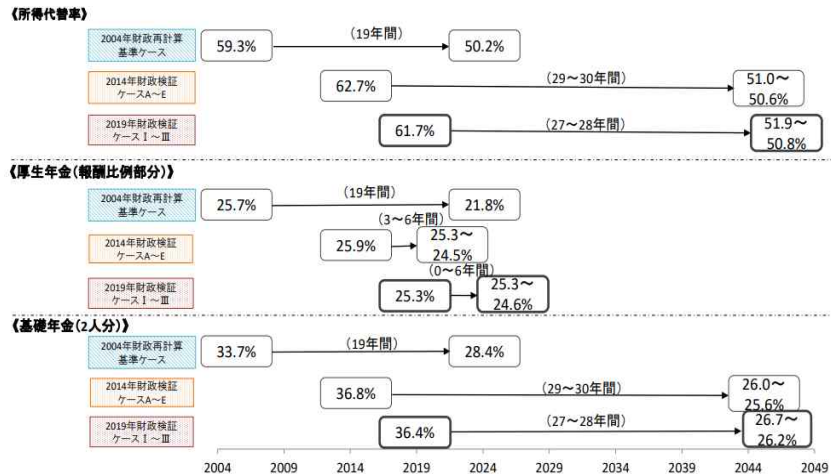 《所得代替率》
2004年財政再計算
基準ケース
59.3%
(19年間)
50.2%
2014年財政検証
ケースA～E
62.7%
(29～30年間)
51.0～
50.6%
2019年財政検証
ケースⅠ～Ⅲ
61.7%
(27～28年間)
51.9～
50.8%
《厚生年金(報酬比例部分)》
2004年財政再計算
基準ケース
25.7%
(19年間)
21.8%
2014年財政検証
ケースA～E
25.9%
(3～6年間)
25.3～
24.5%
2019年財政検証
ケースⅠ～Ⅲ
25.3%
(0～6年間)
25.3～
24.6%
《基礎年金(2人分)》
2004年財政再計算
基準ケース
33.7%
(19年間)
28.4%
2014年財政検証
ケースA～E
36.8%
(29～30年間)
26.0～
25.6%
2019年財政検証
ケースⅠ～Ⅲ
36.4%
(27～28年間)
26.7～
26.2%
2004 2009 2014 2019 2024 2029 2034 2039 2044 2049